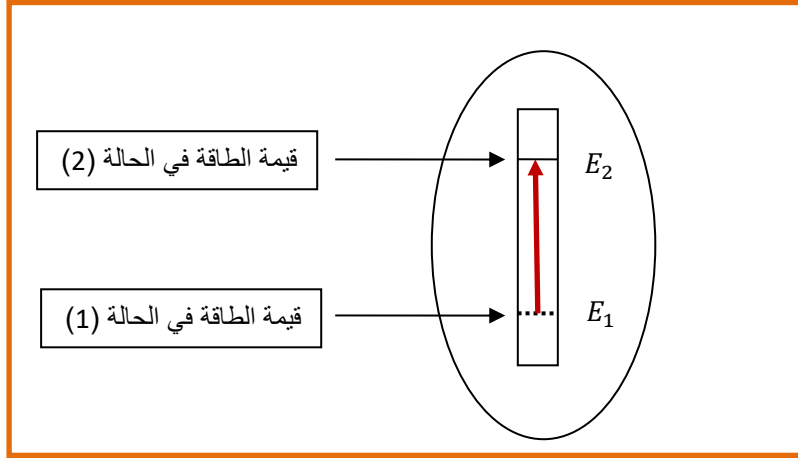 قيمة الطاقة في الحالة (2)
E₂
قيمة الطاقة في الحالة (1)
E₁